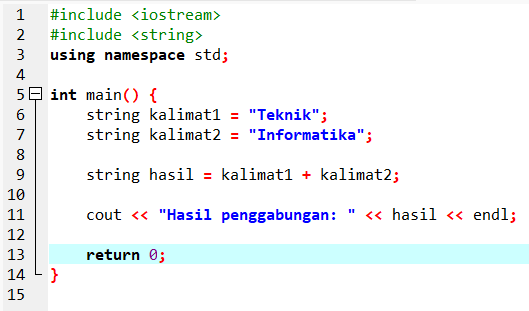 1 #include <iostream>
2 #include <string>
3 using namespace std;
4
5 int main() {
6 string kalimat1 = "Teknik";
7 string kalimat2 = "Informatika";
8
9 string hasil = kalimat1 + kalimat2;
10
11 cout << "Hasil penggabungan: " << hasil << endl;
12
13 return 0;
14 }
15